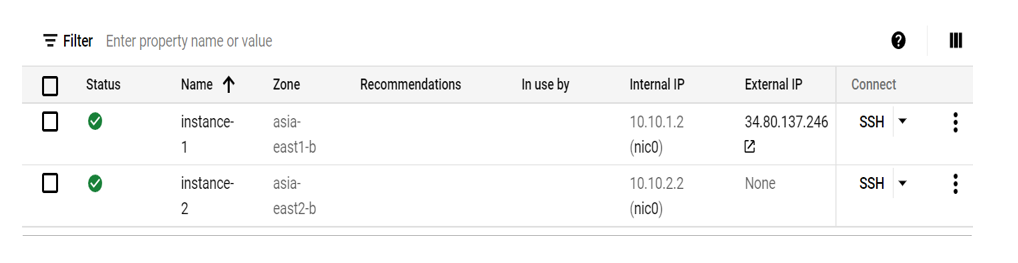 Filter Enter property name or value
Status Name Zone Recommendations In use by Internal IP External IP Connect
instance- asia- 10.10.1.2 34.80.137.246 SSH
1 east1-b (nic0)
instance- asia- 10.10.2.2 None SSH
2 east2-b (nic0)